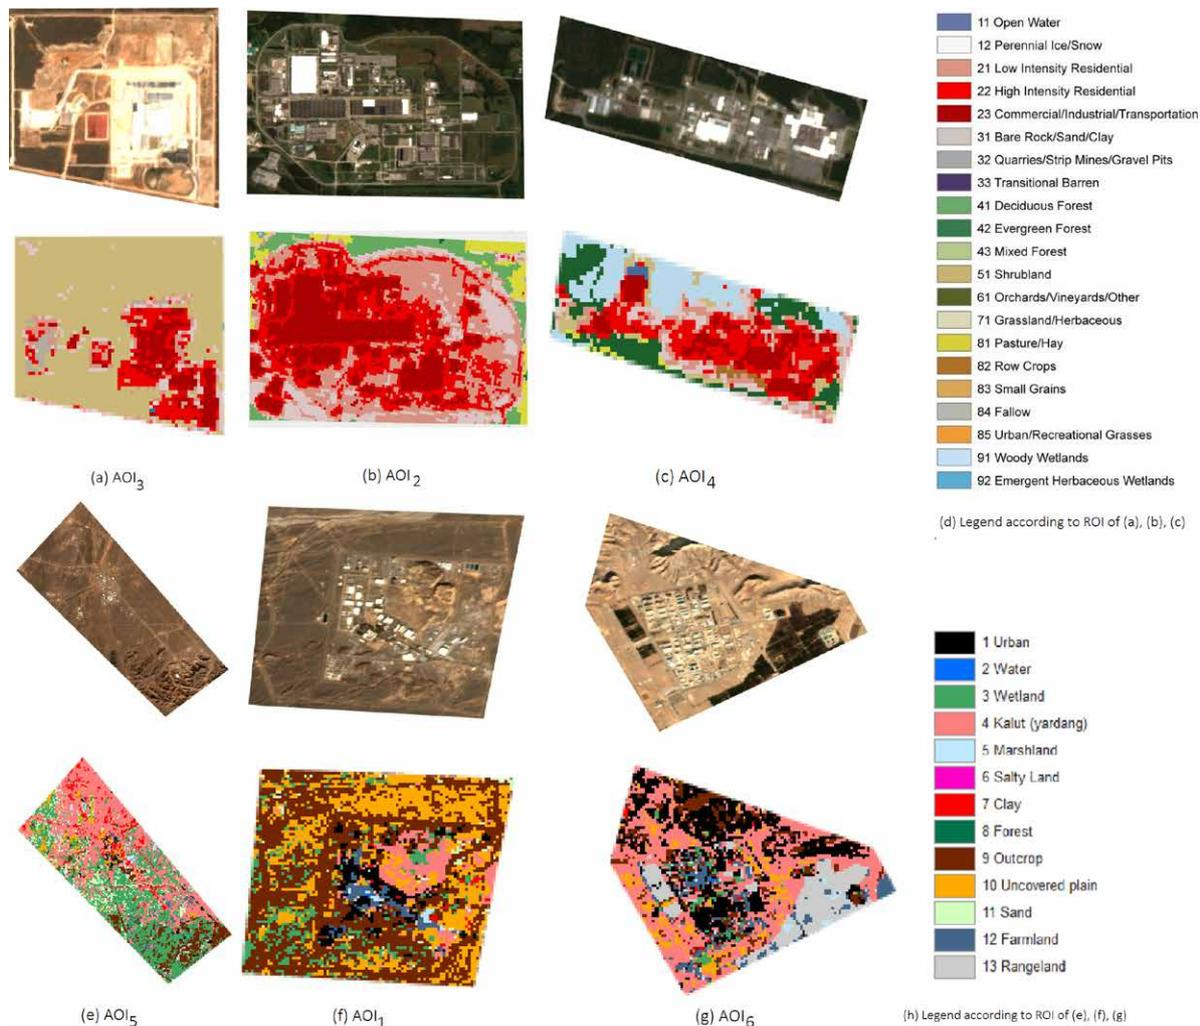 11 Open Water
12 Perennial Ice/Snow
21 Low Intensity Residential
22 High Intensity Residential
23 Commercial/Industrial/Transportation
31 Bare Rock/Sand/Clay
32 Quarries/Strip Mines/Gravel Pits
33 Transitional Barren
41 Deciduous Forest
42 Evergreen Forest
43 Mixed Forest
51 Shrubland
61 Orchards/Vineyards/Other
71 Grassland/Herbaceous
81 Pasture/Hay
82 Row Crops
83 Small Grains
84 Fallow
85 Urban/Recreational Grasses
91 Woody Wetlands
92 Emergent Herbaceous Wetlands
(a) AOI3
(b) AOI2
(c) AOI4
(d) Legend according to ROI of (a), (b), (c)
1 Urban
2 Water
3 Wetland
4 Kalut (yardang)
5 Marshland
6 Salty Land
7 Clay
8 Forest
9 Outcrop
10 Uncovered plain
11 Sand
12 Farmland
13 Rangeland
(e) AOI5
(f) AOI1
(g) AOI6
(h) Legend according to ROI of (e), (f), (g)